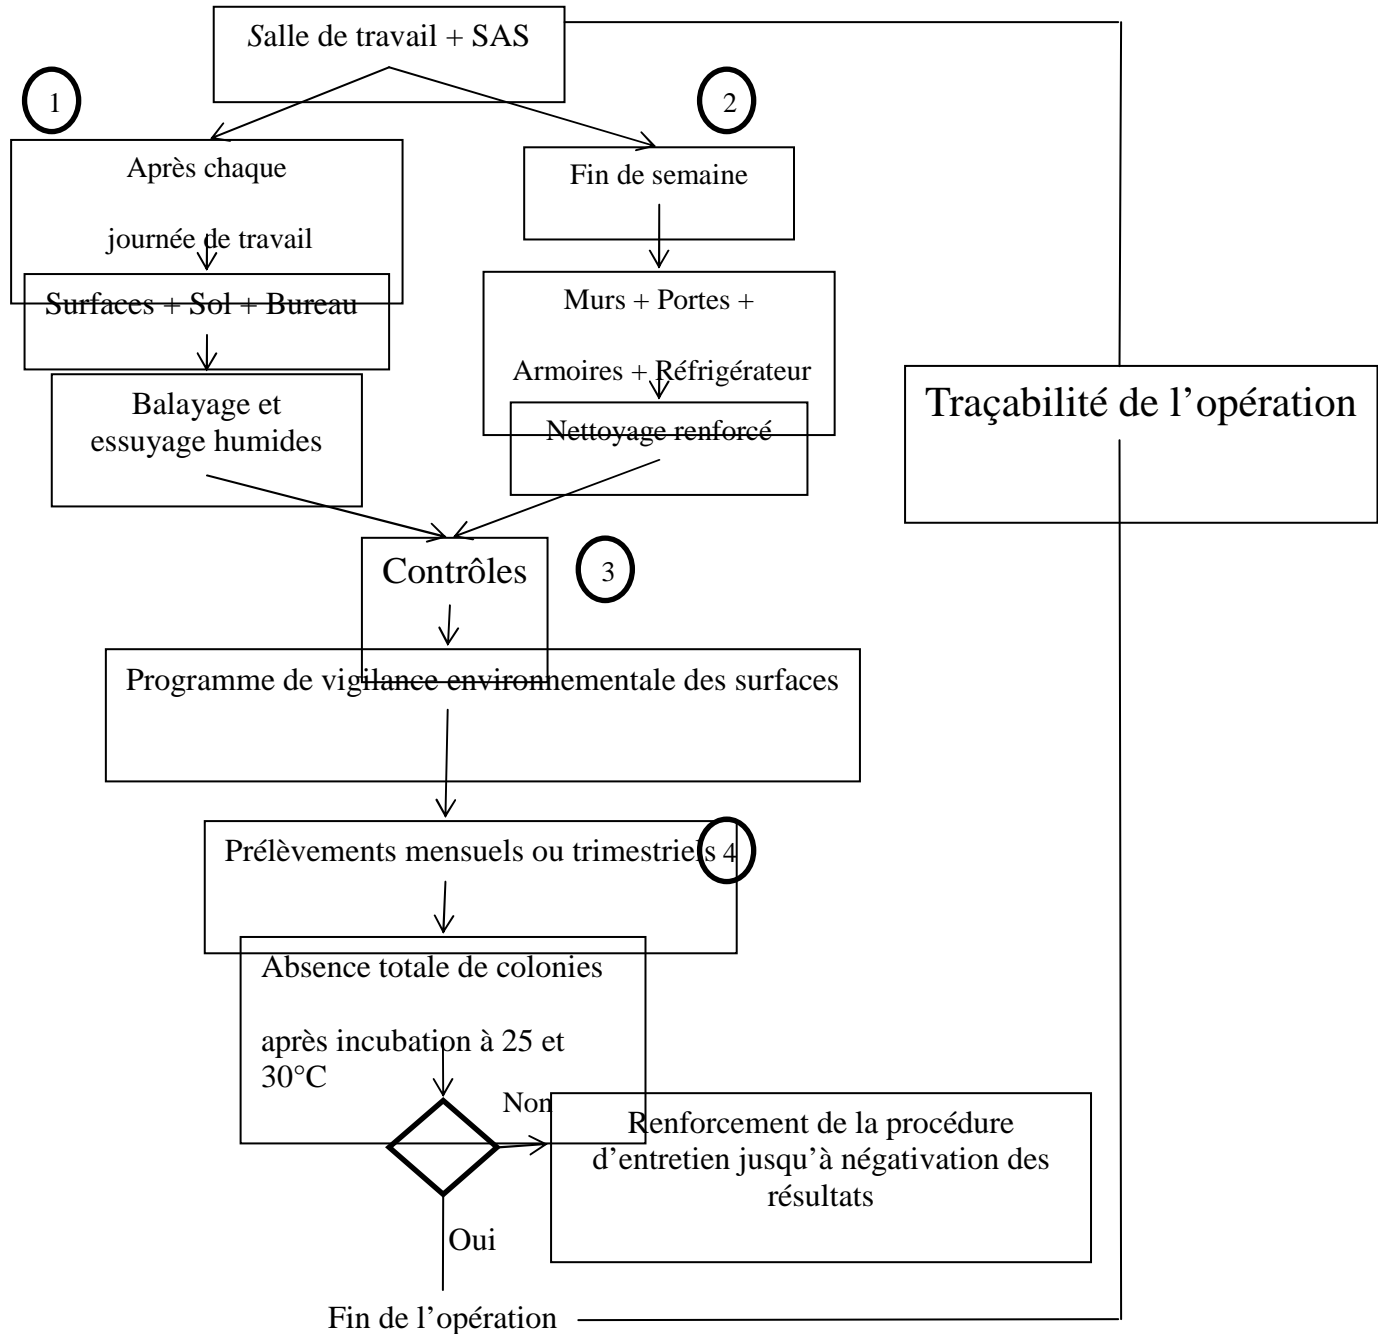 Salle de travail + SAS
1
2
Après chaque
journée de travail
Fin de semaine
Surfaces + Sol + Bureau
Murs + Portes +
Armoires + Réfrigérateur
Balayage et
essuyage humides
Nettoyage renforcé
Traçabilité de l’opération
Contrôles
3
Programme de vigilance environnementale des surfaces
Prélèvements mensuels ou trimestriels
4
Absence totale de colonies
après incubation à 25 et
30°C
Non
Renforcement de la procédure
d’entretien jusqu’à négativation des
résultats
Oui
Fin de l’opération